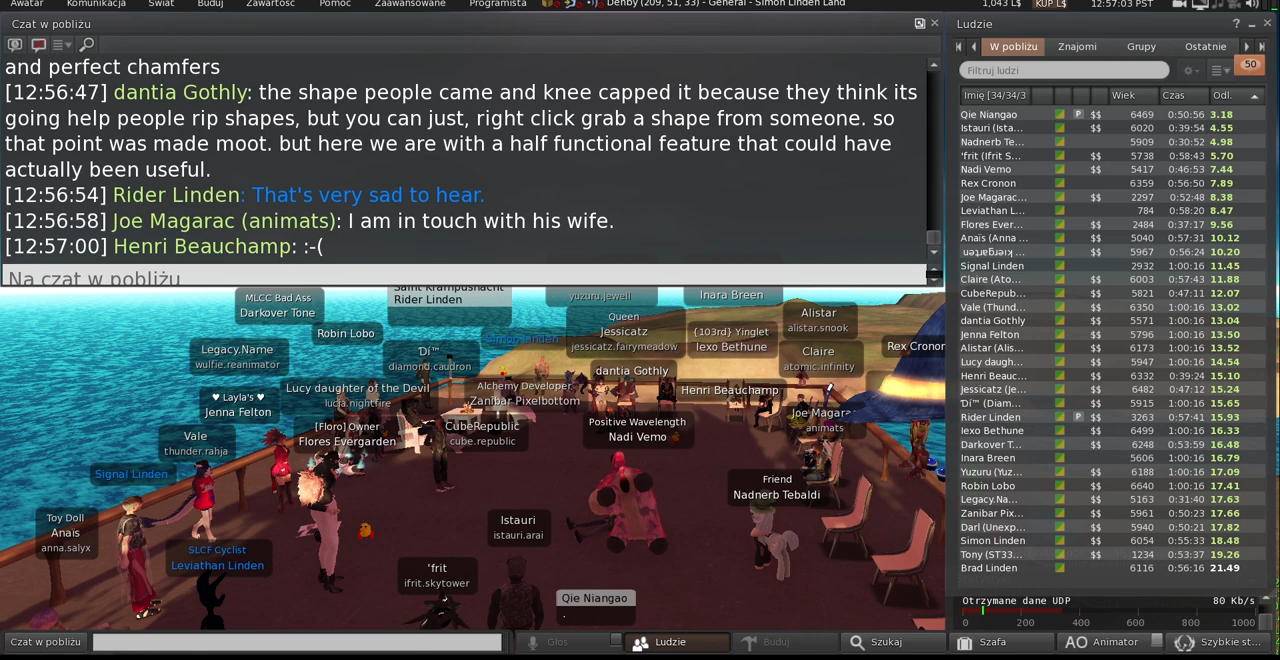 Awatar Komunikacja Świat Buduj Zawartość Pomoc Zaawansowane Programista Denby (209, 51, 33) - General - Simon Linden Land 1,043 L$ KUP L$ 12:57:03 PST
Czat w pobliżu
and perfect chamfers
[12:56:47] dantia Gothly: the shape people came and knee capped it because they think its
going help people rip shapes, but you can just, right click grab a shape from someone. so
that point was made moot. but here we are with a half functional feature that could have
actually been useful.
[12:56:54] Rider Linden: That's very sad to hear.
[12:56:58] Joe Magarac (animats): I am in touch with his wife.
[12:57:00] Henri Beauchamp: :-(
Na czat w pobliżu
Saint Krampusnacht
Rider Linden
MLCC Bad Ass
Darkover Tone
yuzuru.jewell
Inara Breen
Robin Lobo
Simon Linden
Queen
Jessicatz
jessicatz.fairymeadow
{103rd} Yinglet
Iexo Bethune
Alistar
alistar.snook
Legacy.Name
wulfie.reanimator
Ɗí™
diamond.caudron
Claire
atomic.infinity
Rex Cronon
dantia Gothly
Lucy daughter of the Devil
lucia.nightfire
Alchemy Developer
Zanibar Pixelbottom
Henri Beauchamp
♥ Layla's ♥
Jenna Felton
Joe Magarac
animats
[Floro] Owner
Flores Evergarden
CubeRepublic
cube.republic
Positive Wavelength
Nadi Vemo
Vale
thunder.rahja
Signal Linden
Friend
Nadnerb Tebaldi
Toy Doll
Anaïs
anna.salyx
Istauri
istauri.arai
SLCF Cyclist
Leviathan Linden
'frit
ifrit.skytower
Qie Niangao
.
Czat w pobliżu Głos Ludzie Buduj Szukaj
Ludzie
W pobliżu Znajomi Grupy Ostatnie
Filtruj ludzi 50
Imię [34/34/3 Wiek Czas Odl.
Qie Niangao P $$ 6469 0:50:56 3.18
Istauri (Ista... $$ 6020 0:39:54 4.55
Nadnerb Te... 5909 0:30:52 4.98
'frit (Ifrit S... $$ 5738 0:58:43 5.70
Nadi Vemo $$ 5417 0:46:53 7.44
Rex Cronon 6359 0:56:50 7.89
Joe Magarac... $$ 2297 0:52:48 8.38
Leviathan L... 784 0:58:20 8.47
Flores Ever... $$ 2484 0:37:17 9.56
Anaïs (Anna ... $$ 5040 0:57:31 10.12
$$ 5967 0:56:24 10.20
Signal Linden 2932 1:00:16 11.45
Claire (Ato... $$ 6003 0:57:43 11.88
CubeRepub... $$ 5821 0:47:11 12.07
Vale (Thund... $$ 6350 1:00:16 13.02
dantia Gothly $$ 5571 1:00:16 13.04
Jenna Felton $$ 5796 1:00:16 13.50
Alistar (Alis... $$ 6173 1:00:16 13.52
Lucy daugh... $$ 5947 1:00:16 14.54
Henri Beauc... $$ 6332 0:39:24 15.10
Jessicatz (Je... $$ 6482 0:47:12 15.24
Ɗí™ (Diam... $$ 5915 1:00:16 15.65
Rider Linden P $$ 3263 0:57:41 15.93
Iexo Bethune $$ 6499 1:00:16 16.33
Darkover T... $$ 6248 0:53:59 16.48
Inara Breen 5606 1:00:16 16.79
Yuzuru (Yuz... $$ 6188 1:00:16 17.09
Robin Lobo $$ 6640 1:00:16 17.41
Legacy.Na... $$ 5163 0:31:40 17.63
Zanibar Pix... $$ 5961 0:50:23 17.66
Darl (Unexp... $$ 5940 0:50:21 17.82
Simon Linden $$ 6054 0:55:33 18.48
Tony (ST33... $$ 1234 0:53:37 19.26
Brad Linden 6116 0:56:16 21.49
Otrzymane dane UDP 80 Kb/s
0 200 400 600 800 1000
Szafa AO Animator Szybkie st...